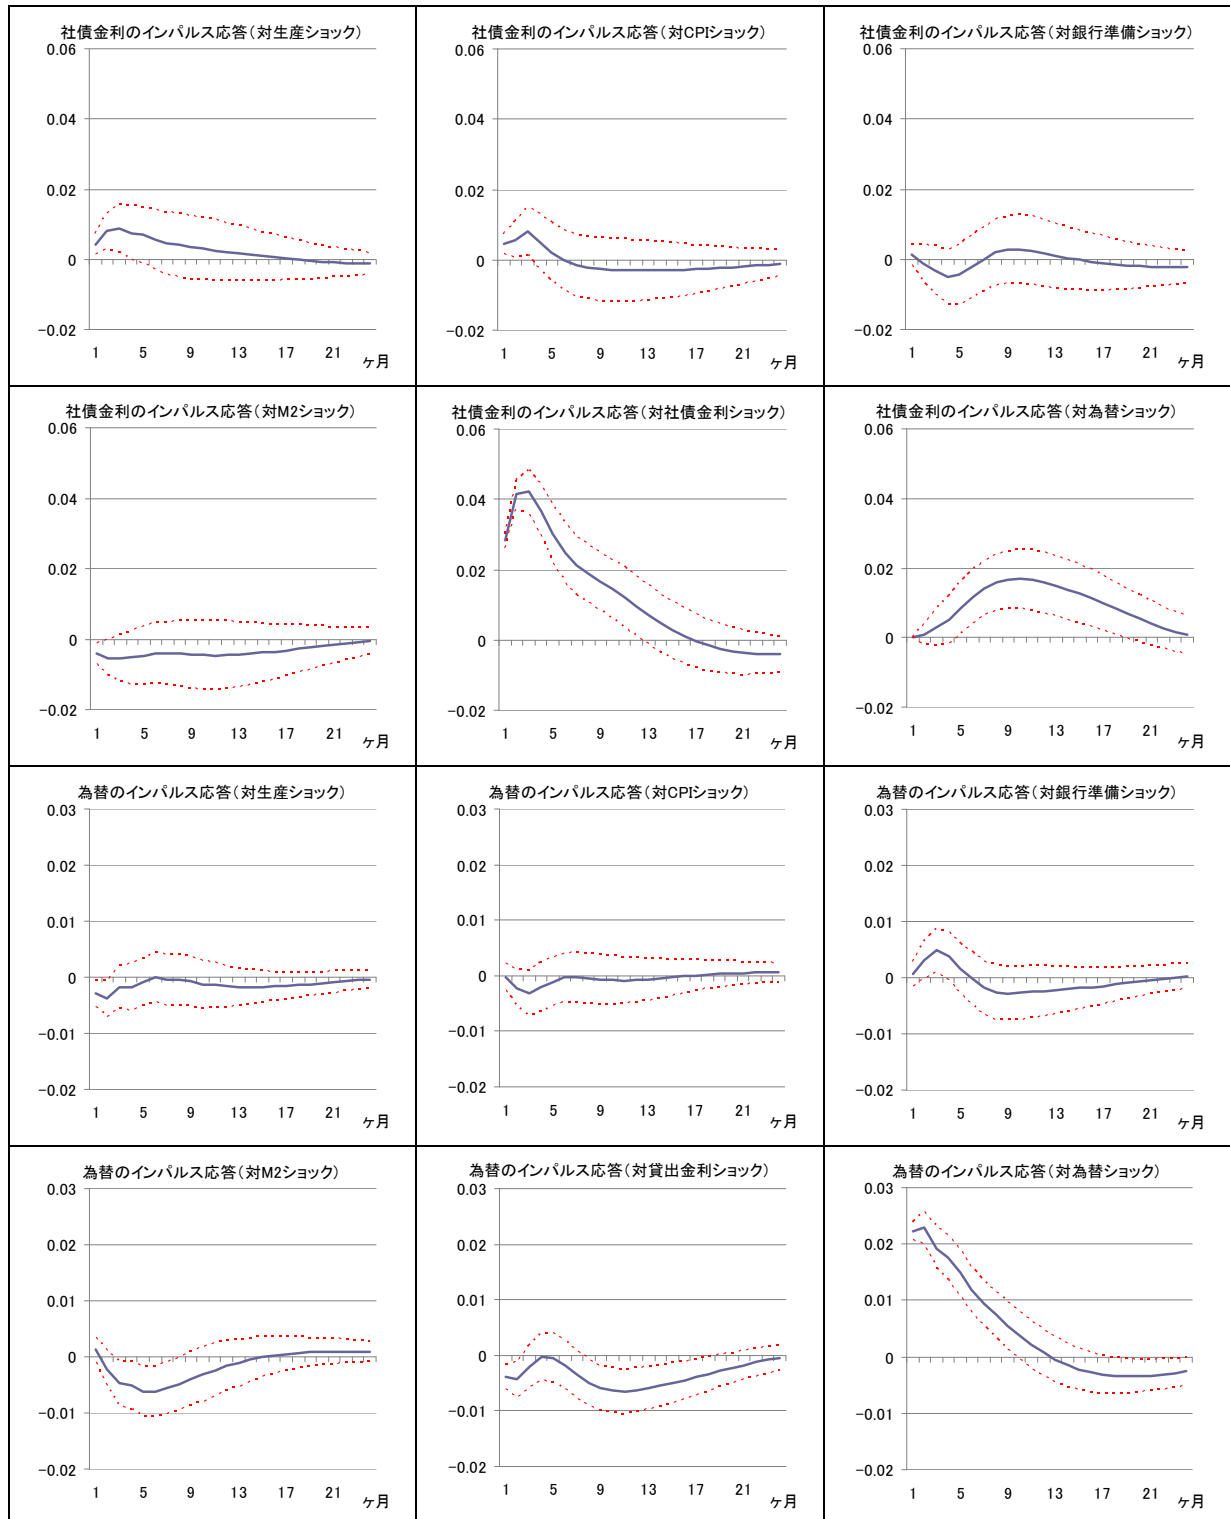 社債金利のインパルス応答(対生産ショック)
0.06
0.04
0.02
0
−0.02
1 5 9 13 17 21
ヶ月
社債金利のインパルス応答(対CPIショック)
0.06
0.04
0.02
0
−0.02
1 5 9 13 17 21
ヶ月
社債金利のインパルス応答(対銀行準備ショック)
0.06
0.04
0.02
0
−0.02
1 5 9 13 17 21
ヶ月
社債金利のインパルス応答(対M2ショック)
0.06
0.04
0.02
0
−0.02
1 5 9 13 17 21
ヶ月
社債金利のインパルス応答(対社債金利ショック)
0.06
0.04
0.02
0
−0.02
1 5 9 13 17 21
ヶ月
社債金利のインパルス応答(対為替ショック)
0.06
0.04
0.02
0
−0.02
1 5 9 13 17 21
ヶ月
為替のインパルス応答(対生産ショック)
0.03
0.02
0.01
0
−0.01
−0.02
1 5 9 13 17 21
ヶ月
為替のインパルス応答(対CPIショック)
0.03
0.02
0.01
0
−0.01
−0.02
1 5 9 13 17 21
ヶ月
為替のインパルス応答(対銀行準備ショック)
0.03
0.02
0.01
0
−0.01
−0.02
1 5 9 13 17 21
ヶ月
為替のインパルス応答(対M2ショック)
0.03
0.02
0.01
0
−0.01
−0.02
1 5 9 13 17 21
ヶ月
為替のインパルス応答(対貸出金利ショック)
0.03
0.02
0.01
0
−0.01
−0.02
1 5 9 13 17 21
ヶ月
為替のインパルス応答(対為替ショック)
0.03
0.02
0.01
0
−0.01
−0.02
1 5 9 13 17 21
ヶ月